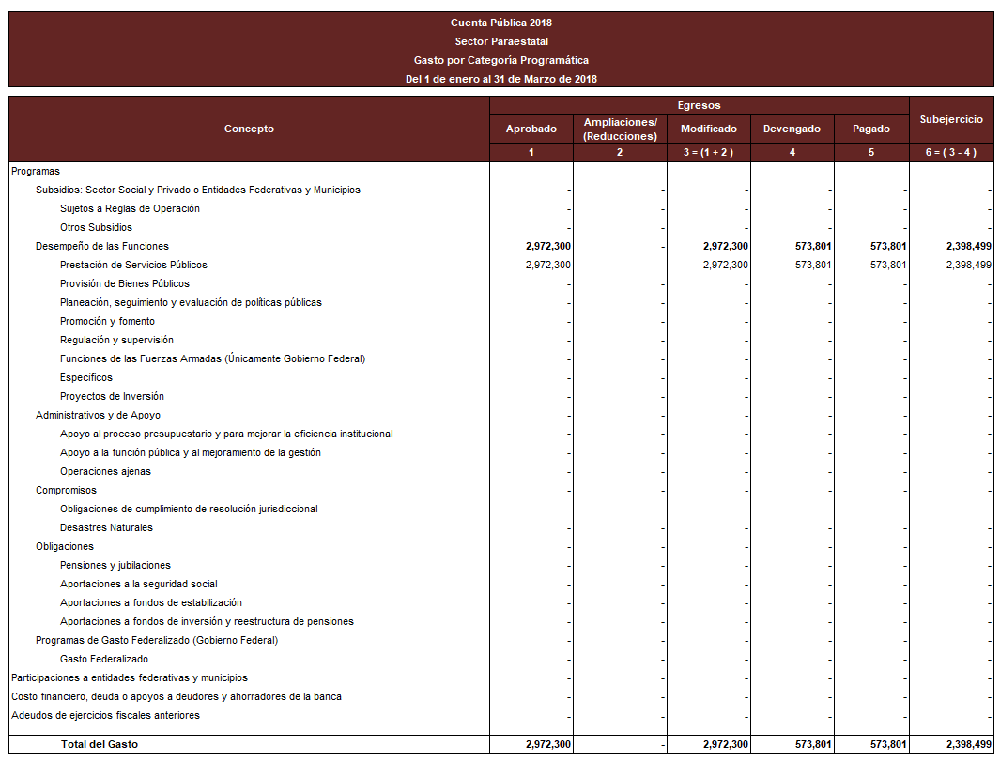 Cuenta Pública 2018
Sector Paraestatal
Gasto por Categoría Programática
Del 1 de enero al 31 de Marzo de 2018
Concepto Egresos Subejercicio
Aprobado Ampliaciones/ (Reducciones) Modificado Devengado Pagado
1 2 3 = (1 + 2 ) 4 5 6 = ( 3 - 4 )
Programas
Subsidios: Sector Social y Privado o Entidades Federativas y Municipios - - - - - -
Sujetos a Reglas de Operación - - - - - -
Otros Subsidios - - - - - -
Desempeño de las Funciones 2,972,300 - 2,972,300 573,801 573,801 2,398,499
Prestación de Servicios Públicos 2,972,300 - 2,972,300 573,801 573,801 2,398,499
Provisión de Bienes Públicos - - - - - -
Planeación, seguimiento y evaluación de políticas públicas - - - - - -
Promoción y fomento - - - - - -
Regulación y supervisión - - - - - -
Funciones de las Fuerzas Armadas (Únicamente Gobierno Federal) - - - - - -
Específicos - - - - - -
Proyectos de Inversión - - - - - -
Administrativos y de Apoyo - - - - - -
Apoyo al proceso presupuestario y para mejorar la eficiencia institucional - - - - - -
Apoyo a la función pública y al mejoramiento de la gestión - - - - - -
Operaciones ajenas - - - - - -
Compromisos - - - - - -
Obligaciones de cumplimiento de resolución jurisdiccional - - - - - -
Desastres Naturales - - - - - -
Obligaciones - - - - - -
Pensiones y jubilaciones - - - - - -
Aportaciones a la seguridad social - - - - - -
Aportaciones a fondos de estabilización - - - - - -
Aportaciones a fondos de inversión y reestructura de pensiones - - - - - -
Programas de Gasto Federalizado (Gobierno Federal) - - - - - -
Gasto Federalizado - - - - - -
Participaciones a entidades federativas y municipios - - - - - -
Costo financiero, deuda o apoyos a deudores y ahorradores de la banca - - - - - -
Adeudos de ejercicios fiscales anteriores - - - - - -
Total del Gasto 2,972,300 - 2,972,300 573,801 573,801 2,398,499